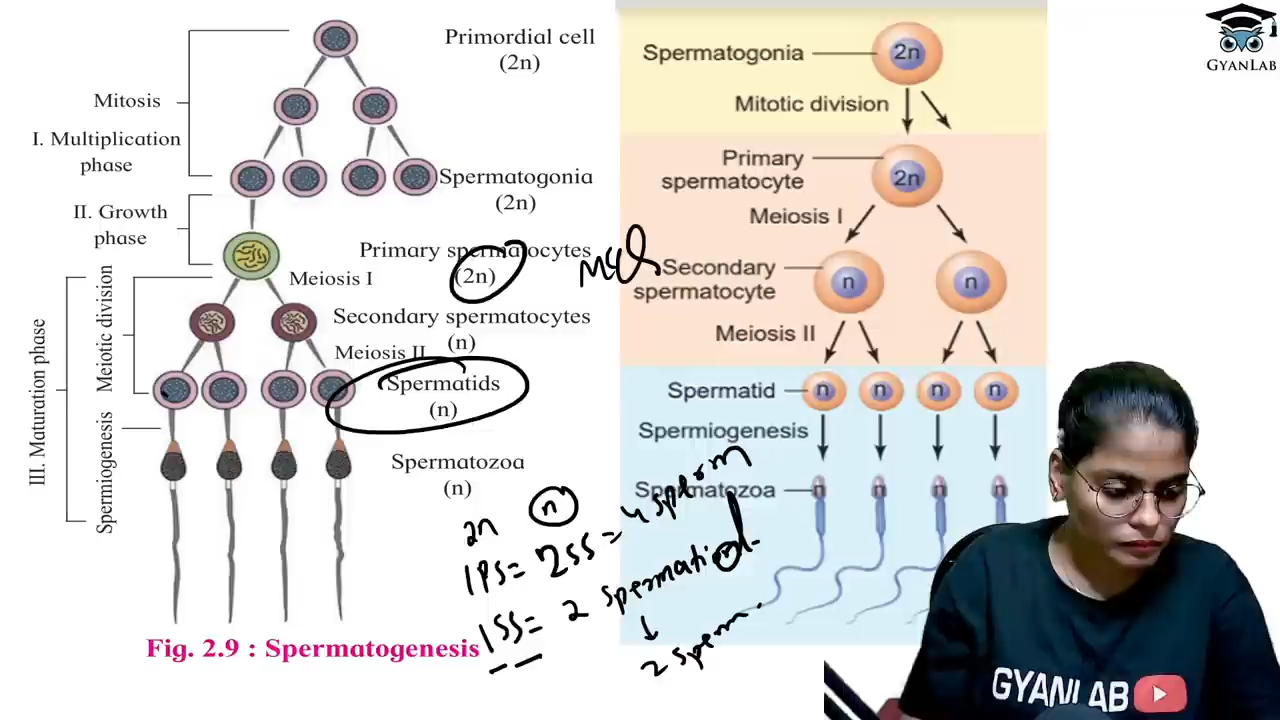 Primordial cell
(2n)
Mitosis
I. Multiplication
phase
Spermatogonia
(2n)
II. Growth
phase
Primary spermatocytes
(2n)
Meiosis I
Secondary spermatocytes
(n)
Meiosis II
Spermatids
(n)
Spermatozoa
(n)
III. Maturation phase
Meiotic division
Spermiogenesis
Fig. 2.9 : Spermatogenesis
MCQ
2n n
1PS = 2SS = 4 sperm
1SS = 2 spermatid
↓
2 sperm.
Spermatogonia
2n
Mitotic division
Primary
spermatocyte
2n
Meiosis I
Secondary
spermatocyte
n n
Meiosis II
Spermatid
n n n n
Spermiogenesis
Spermatozoa
n n n n
GYANLAB
GYANLAB